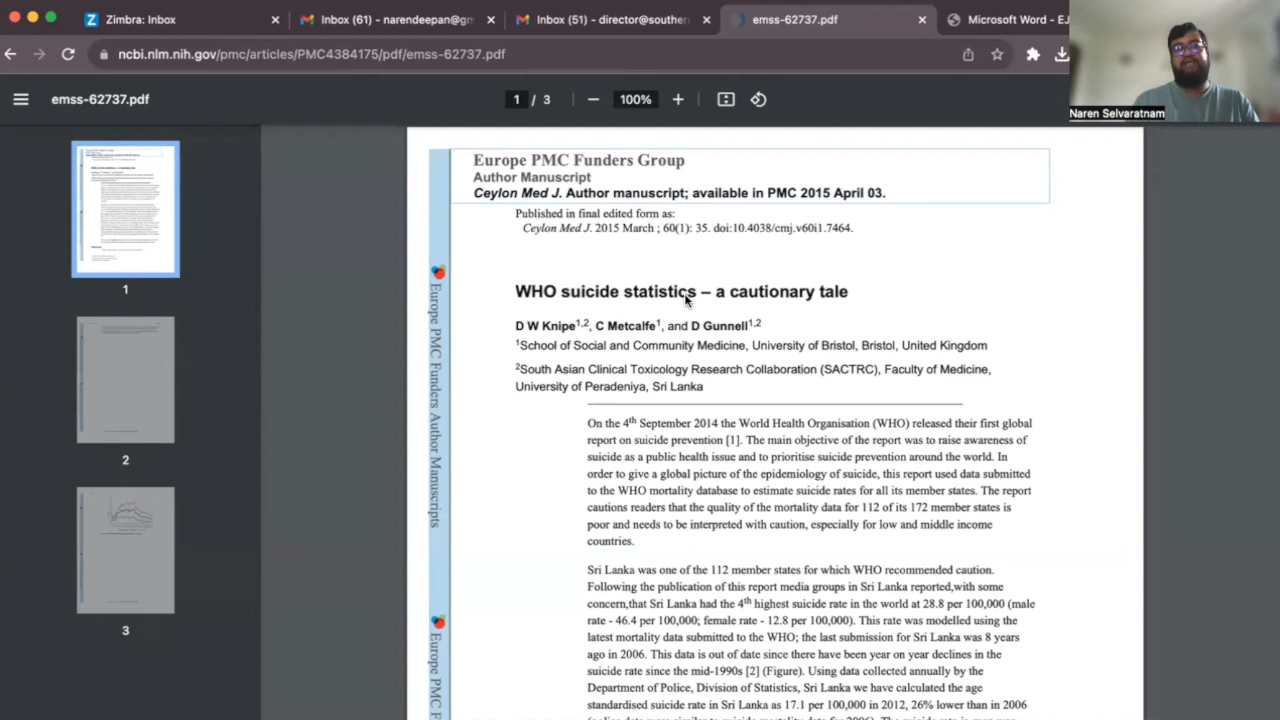 Zimbra: Inbox
Inbox (61) - narendeepan@gm
Inbox (51) - director@southern
emss-62737.pdf
Microsoft Word - EJ
ncbi.nlm.nih.gov/pmc/articles/PMC4384175/pdf/emss-62737.pdf
emss-62737.pdf
1 / 3
100%
Naren Selvaratnam
1
2
3
Europe PMC Funders Group
Author Manuscript
Ceylon Med J. Author manuscript; available in PMC 2015 April 03.
Published in final edited form as:
Ceylon Med J. 2015 March ; 60(1): 35. doi:10.4038/cmj.v60i1.7464.
Europe PMC Funders Author Manuscripts
Europe PMC F
WHO suicide statistics – a cautionary tale
D W Knipe1,2, C Metcalfe1, and D Gunnell1,2
1School of Social and Community Medicine, University of Bristol, Bristol, United Kingdom
2South Asian Clinical Toxicology Research Collaboration (SACTRC), Faculty of Medicine,
University of Peradeniya, Sri Lanka
On the 4th September 2014 the World Health Organisation (WHO) released their first global
report on suicide prevention [1]. The main objective of the report was to raise awareness of
suicide as a public health issue and to prioritise suicide prevention around the world. In
order to give a global picture of the epidemiology of suicide, this report used data submitted
to the WHO mortality database to estimate suicide rates for all its member states. The report
cautions readers that the quality of the mortality data for 112 of its 172 member states is
poor and needs to be interpreted with caution, especially for low and middle income
countries.
Sri Lanka was one of the 112 member states for which WHO recommended caution.
Following the publication of this report media groups in Sri Lanka reported,with some
concern,that Sri Lanka had the 4th highest suicide rate in the world at 28.8 per 100,000 (male
rate - 46.4 per 100,000; female rate - 12.8 per 100,000). This rate was modelled using the
latest mortality data submitted to the WHO; the last submission for Sri Lanka was 8 years
ago in 2006. This data is out of date since there have been year on year declines in the
suicide rate since the mid-1990s [2] (Figure). Using data collected annually by the
Department of Police, Division of Statistics, Sri Lanka we have calculated the age
standardised suicide rate in Sri Lanka as 17.1 per 100,000 in 2012, 26% lower than in 2006